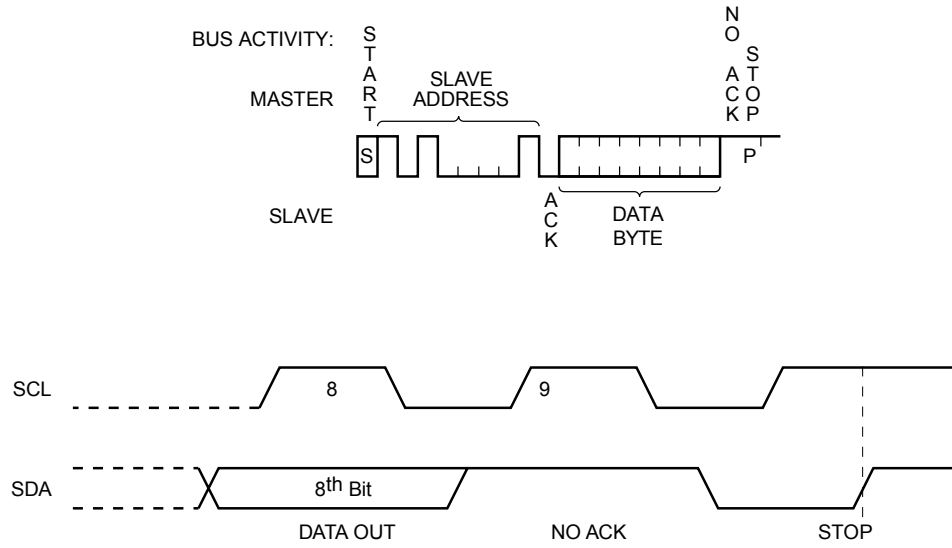 BUS ACTIVITY:
MASTER
START
SLAVE
ADDRESS
NO ACK
STOP
S
P
SLAVE
ACK
DATA
BYTE
SCL
8
9
SDA
8th Bit
DATA OUT
NO ACK
STOP